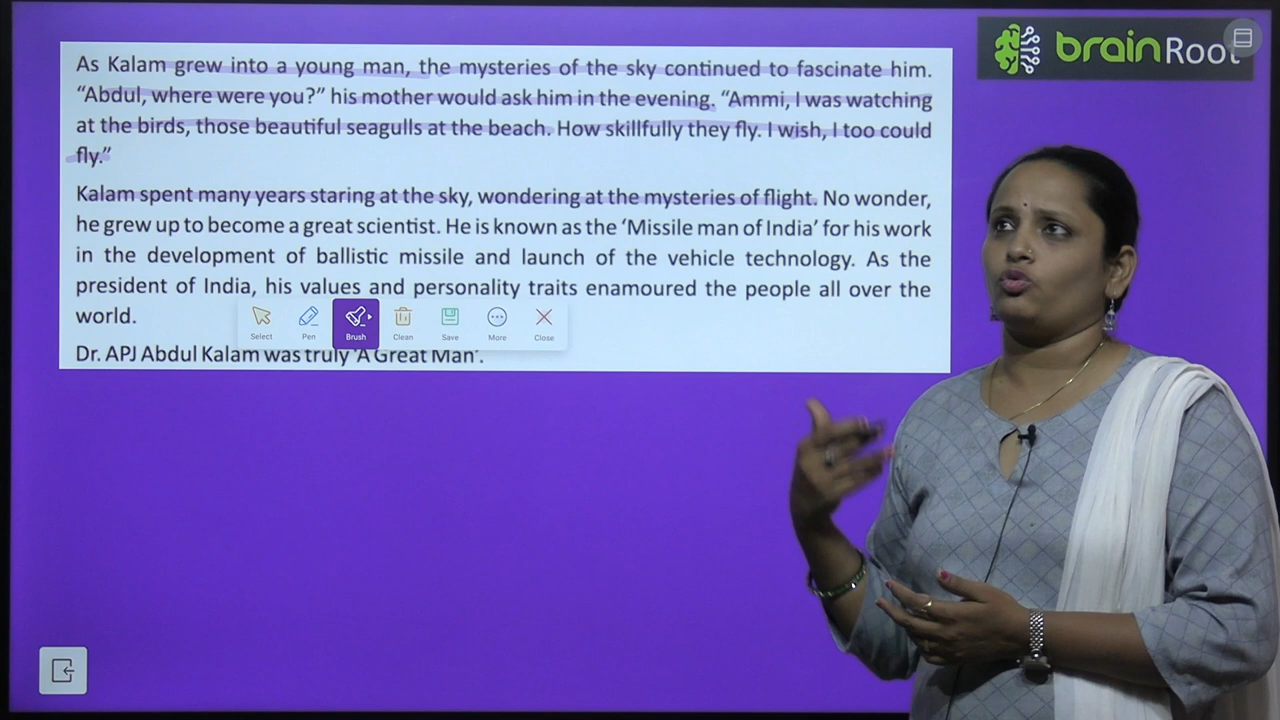 brainRoot
As Kalam grew into a young man, the mysteries of the sky continued to fascinate him.
“Abdul, where were you?” his mother would ask him in the evening. “Ammi, I was watching
at the birds, those beautiful seagulls at the beach. How skillfully they fly. I wish, I too could
fly.”
Kalam spent many years staring at the sky, wondering at the mysteries of flight. No wonder,
he grew up to become a great scientist. He is known as the ‘Missile man of India’ for his work
in the development of ballistic missile and launch of the vehicle technology. As the
president of India, his values and personality traits enamoured the people all over the
world.
Select Pen Brush Clean Save More Close
Dr. APJ Abdul Kalam was truly ‘A Great Man’.